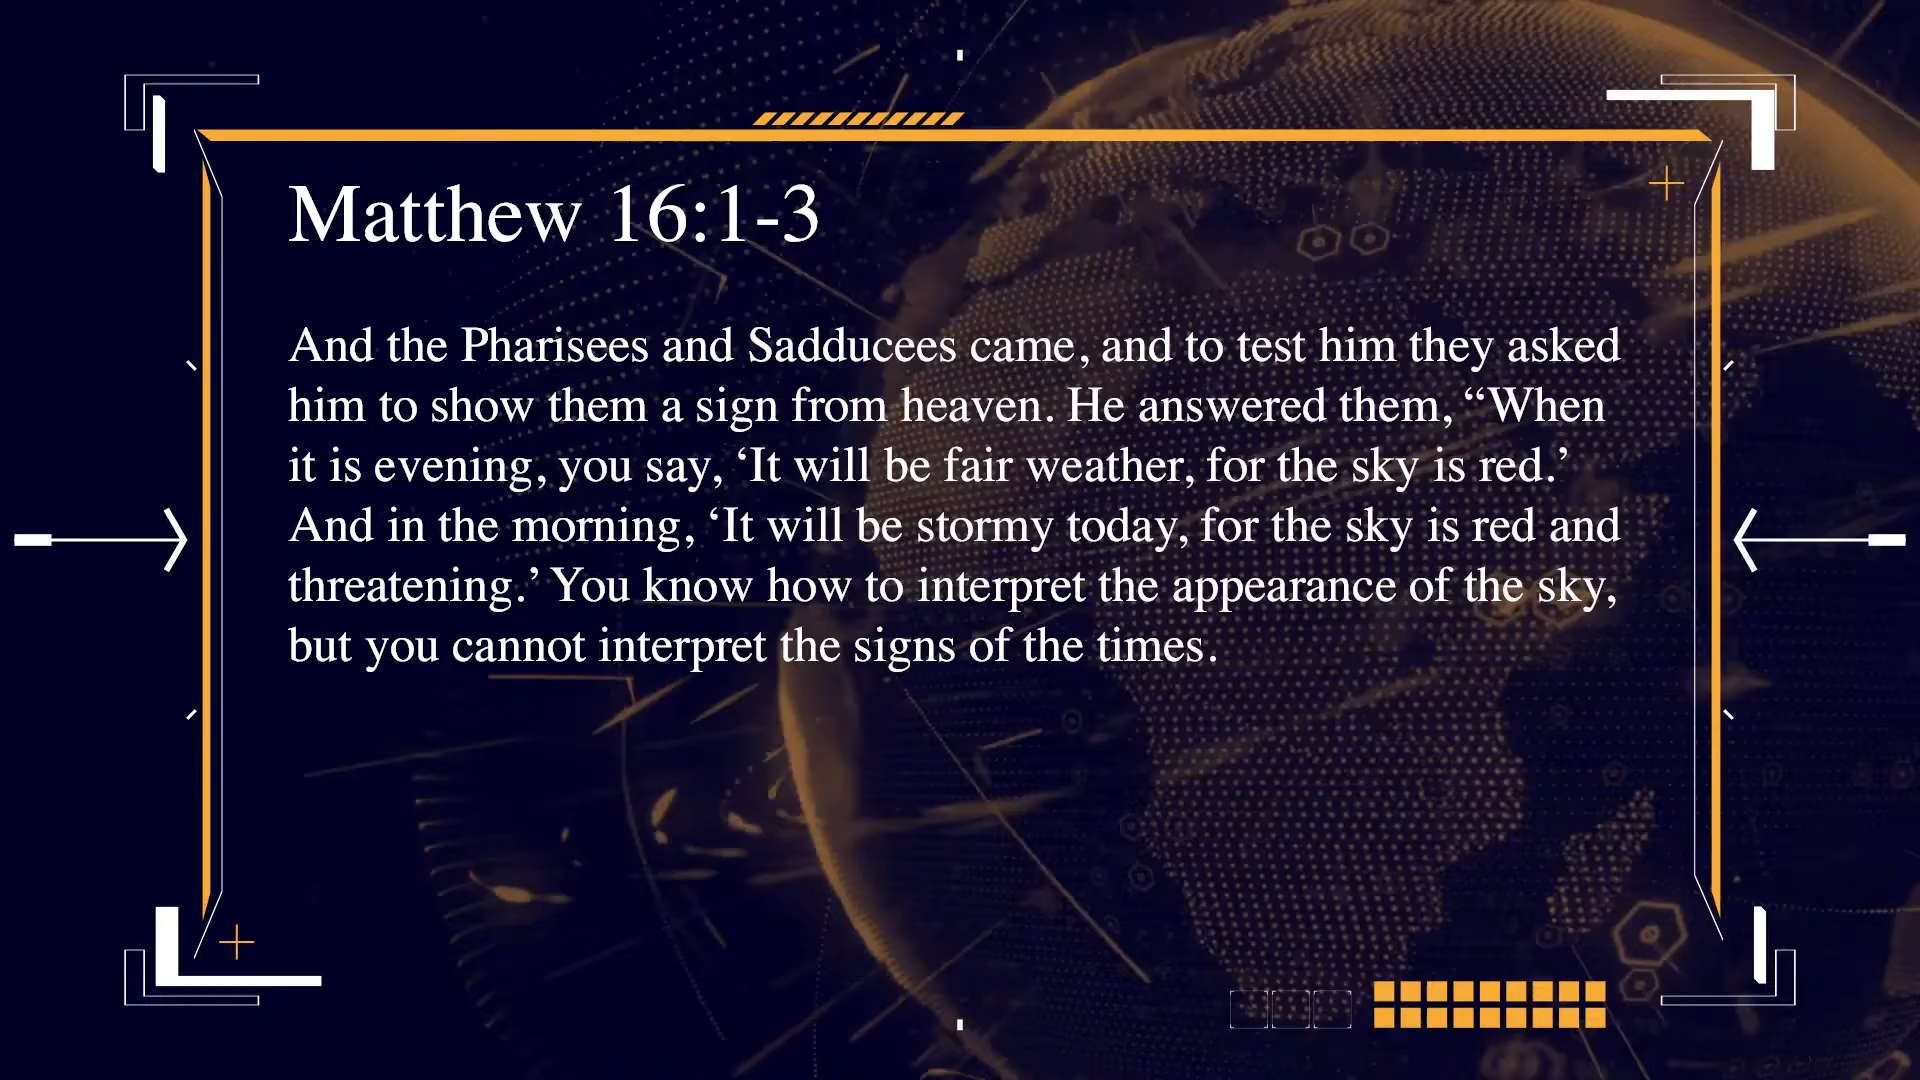 Matthew 16:1-3
And the Pharisees and Sadducees came, and to test him they asked
him to show them a sign from heaven. He answered them, “When
it is evening, you say, ‘It will be fair weather, for the sky is red.’
And in the morning, ‘It will be stormy today, for the sky is red and
threatening.’ You know how to interpret the appearance of the sky,
but you cannot interpret the signs of the times.